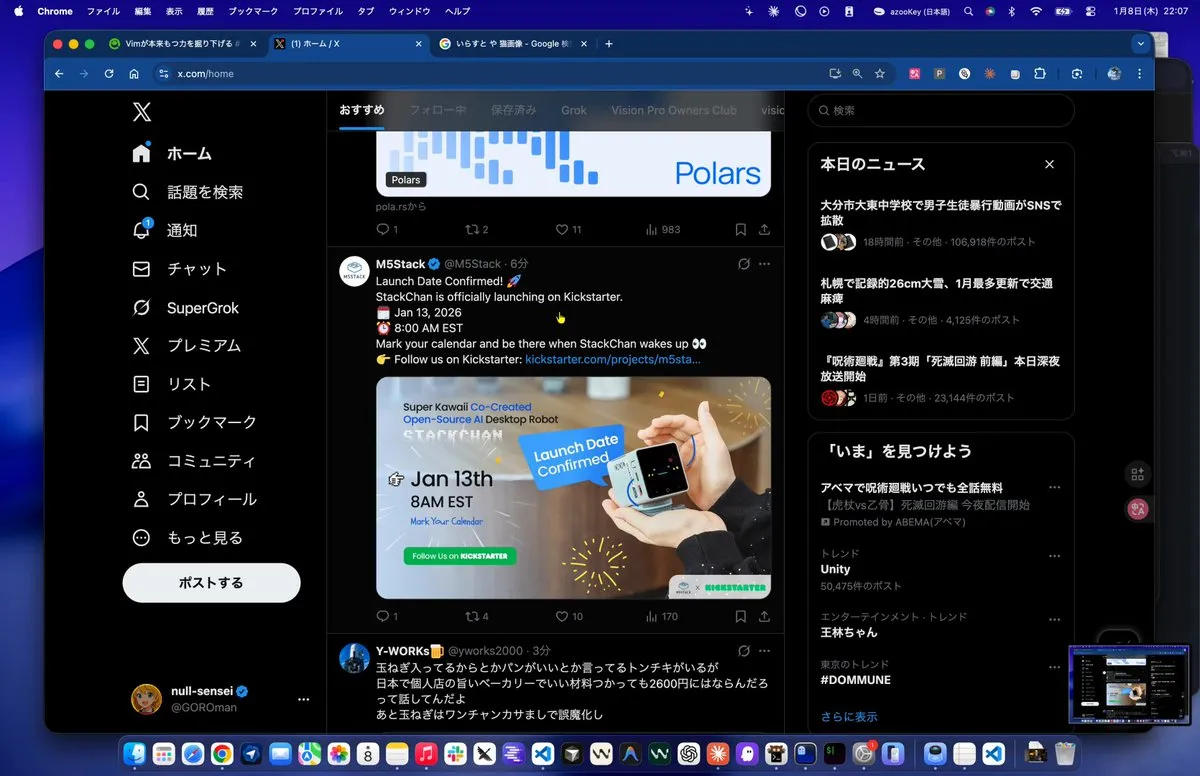 Chrome ファイル 編集 表示 履歴 ブックマーク プロファイル タブ ウィンドウ ヘルプ
azooKey (日本語)
1月8日(木) 22:07
Vimが本来もつ力を掘り下げる
(1) ホーム / X
いらすと や 猫画像 - Google 検
x.com/home
ホーム
話題を検索
1
通知
チャット
SuperGrok
プレミアム
リスト
ブックマーク
コミュニティ
プロフィール
もっと見る
ポストする
null-sensei
@GOROman
おすすめ フォロー中 保存済み Grok Vision Pro Owners Club visio
Polars
Polars
pola.rsから
1 2 11 983
M5Stack @M5Stack · 6分
Launch Date Confirmed! 🚀
StackChan is officially launching on Kickstarter.
🗓️ Jan 13, 2026
⏰ 8:00 AM EST
Mark your calendar and be there when StackChan wakes up 👀
👉 Follow us on Kickstarter: kickstarter.com/projects/m5sta...
Super Kawaii Co-Created
Open-Source AI Desktop Robot
STACKCHAN
Launch Date
Confirmed
Jan 13th
8AM EST
Mark Your Calendar
Follow Us on KICKSTARTER
M5STACK × KICKSTARTER
1 4 10 170
Y-WORKs🍺 @yworks2000 · 3分
玉ねぎ入ってるからとかパンがいいとか言ってるトンチキがいるが
日本で個人店の旨いベーカリーでいい材料つかっても2600円にはならんだろ
って話してんだよ
あと玉ねぎはワンチャンカサましで誤魔化し
検索
本日のニュース
大分市大東中学校で男子生徒暴行動画がSNSで
拡散
18時間前 · その他 · 106,918件のポスト
札幌で記録的26cm大雪、1月最多更新で交通
麻痺
4時間前 · その他 · 4,125件のポスト
『呪術廻戦』第3期「死滅回游 前編」本日深夜
放送開始
1日前 · その他 · 23,144件のポスト
「いま」を見つけよう
アベマで呪術廻戦いつでも全話無料
【虎杖vs乙骨】死滅回游編 今夜配信開始
Promoted by ABEMA(アベマ)
トレンド
Unity
50,475件のポスト
エンターテインメント · トレンド
王林ちゃん
東京のトレンド
#DOMMUNE
さらに表示